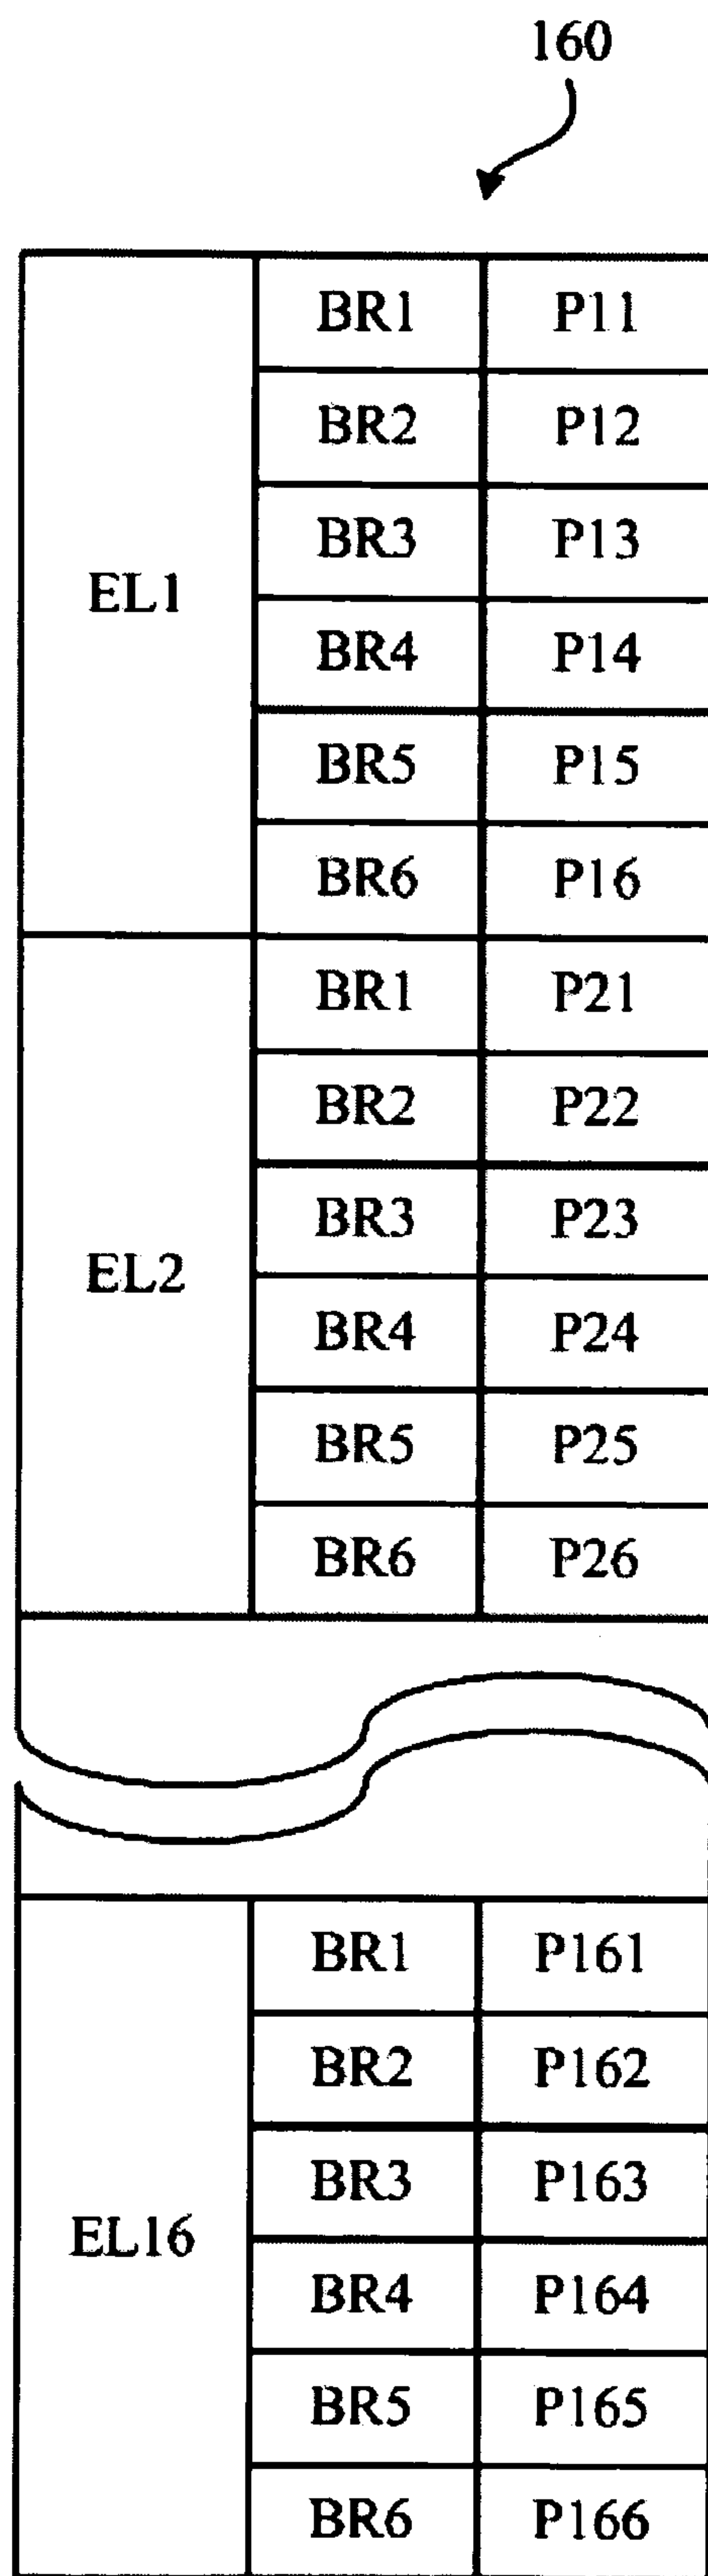 160
BR1 P11
BR2 P12
BR3 P13
EL1
BR4 P14
BR5 P15
BR6 P16
BR1 P21
BR2 P22
BR3 P23
EL2
BR4 P24
BR5 P25
BR6 P26
BR1 P161
BR2 P162
BR3 P163
EL16
BR4 P164
BR5 P165
BR6 P166